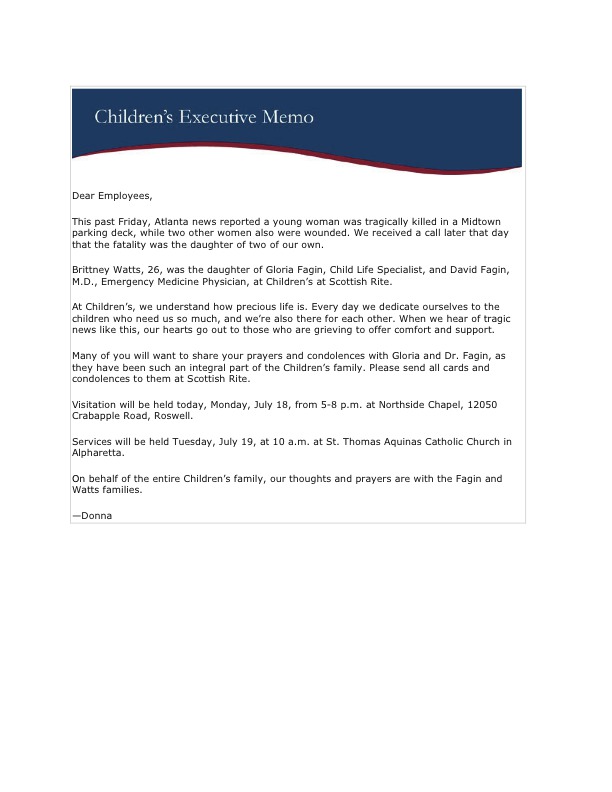 Children's Executive Memo
Dear Employees,
This past Friday, Atlanta news reported a young woman was tragically killed in a Midtown
parking deck, while two other women also were wounded. We received a call later that day
that the fatality was the daughter of two of our own.
Brittney Watts, 26, was the daughter of Gloria Fagin, Child Life Specialist, and David Fagin,
M.D., Emergency Medicine Physician, at Children's at Scottish Rite.
At Children's, we understand how precious life is. Every day we dedicate ourselves to the
children who need us so much, and we're also there for each other. When we hear of tragic
news like this, our hearts go out to those who are grieving to offer comfort and support.
Many of you will want to share your prayers and condolences with Gloria and Dr. Fagin, as
they have been such an integral part of the Children's family. Please send all cards and
condolences to them at Scottish Rite.
Visitation will be held today, Monday, July 18, from 5-8 p.m. at Northside Chapel, 12050
Crabapple Road, Roswell.
Services will be held Tuesday, July 19, at 10 a.m. at St. Thomas Aquinas Catholic Church in
Alpharetta.
On behalf of the entire Children's family, our thoughts and prayers are with the Fagin and
Watts families.
—Donna